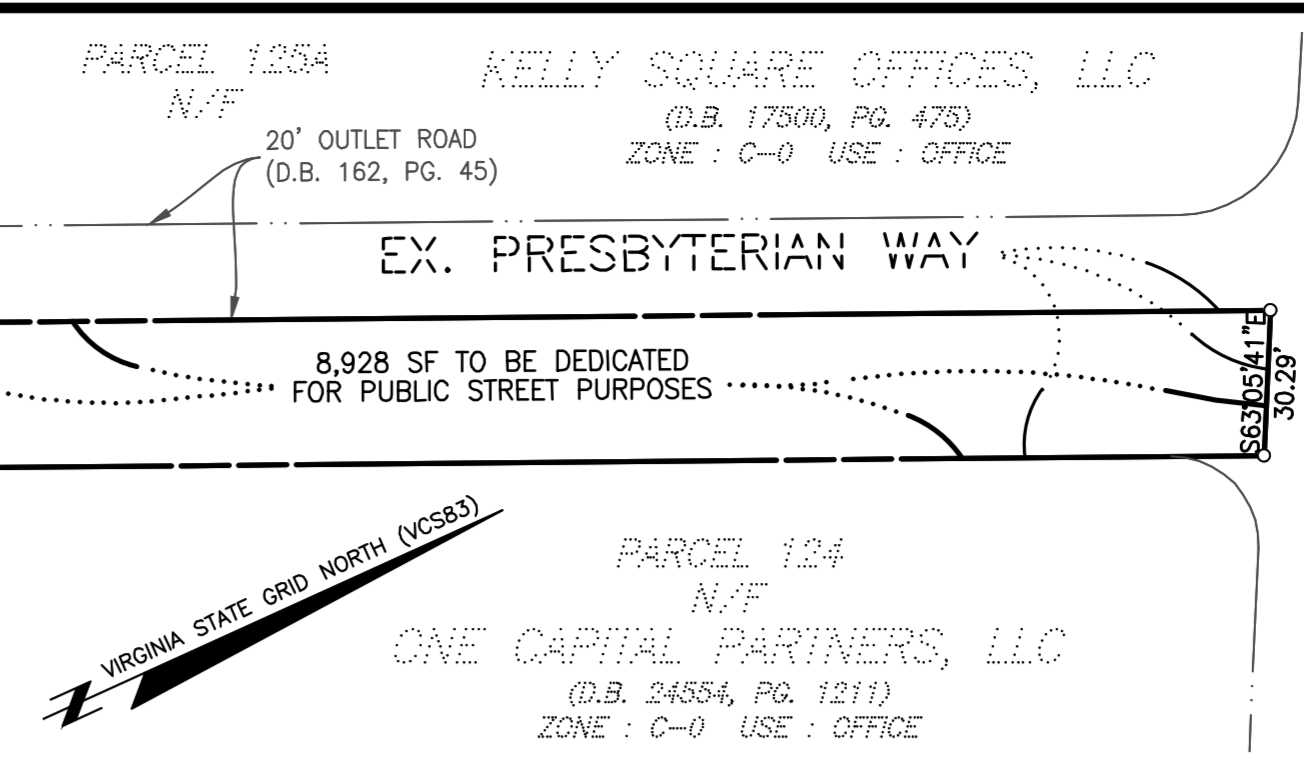 PARCEL 125A
N/F
KELLY SQUARE OFFICES, LLC
(D.B. 17500, PG. 475)
ZONE : C-0 USE : OFFICE
20' OUTLET ROAD
(D.B. 162, PG. 45)
EX. PRESBYTERIAN WAY
8,928 SF TO BE DEDICATED
FOR PUBLIC STREET PURPOSES
S63°05'41"E
30.29'
VIRGINIA STATE GRID NORTH (VCS83)
N
PARCEL 124
N/F
ONE CAPITAL PARTNERS, LLC
(D.B. 24554, PG. 1211)
ZONE : C-0 USE : OFFICE